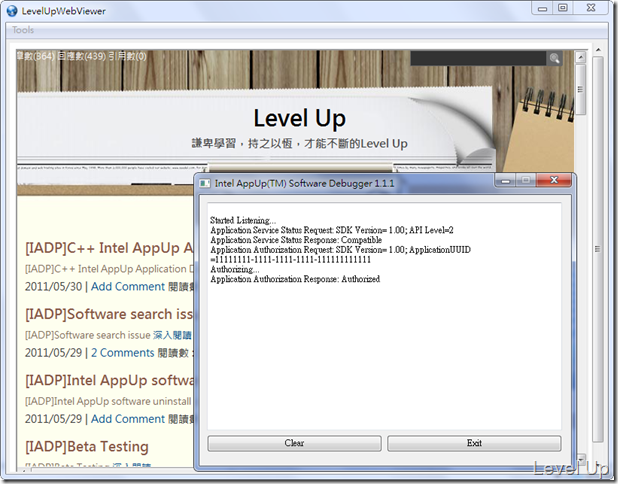 LevelUpWebViewer
Tools
數(364) 回應數(439) 引用數(0)
Level Up
謙卑學習，持之以恆，才能不斷的Level Up
Intel AppUp(TM) Software Debugger 1.1.1
Started Listening...
Application Service Status Request: SDK Version= 1.00; API Level=2
Application Service Status Response: Compatible
Application Authorization Request: SDK Version= 1.00; ApplicationUUID
=11111111-1111-1111-1111-111111111111
Authorizing...
Application Authorization Response: Authorized
Clear
Exit
[IADP]C++ Intel AppUp A
[IADP]C++ Intel AppUp Application D
2011/05/30 | Add Comment 閱讀數
[IADP]Software search iss
[IADP]Software search issue 深入閱讀
2011/05/29 | 2 Comments 閱讀數 :
[IADP]Intel AppUp softwa
[IADP]Intel AppUp software uninstall
2011/05/29 | Add Comment 閱讀數
[IADP]Beta Testing
[IADP]Beta Testing 深入閱讀
Level Up